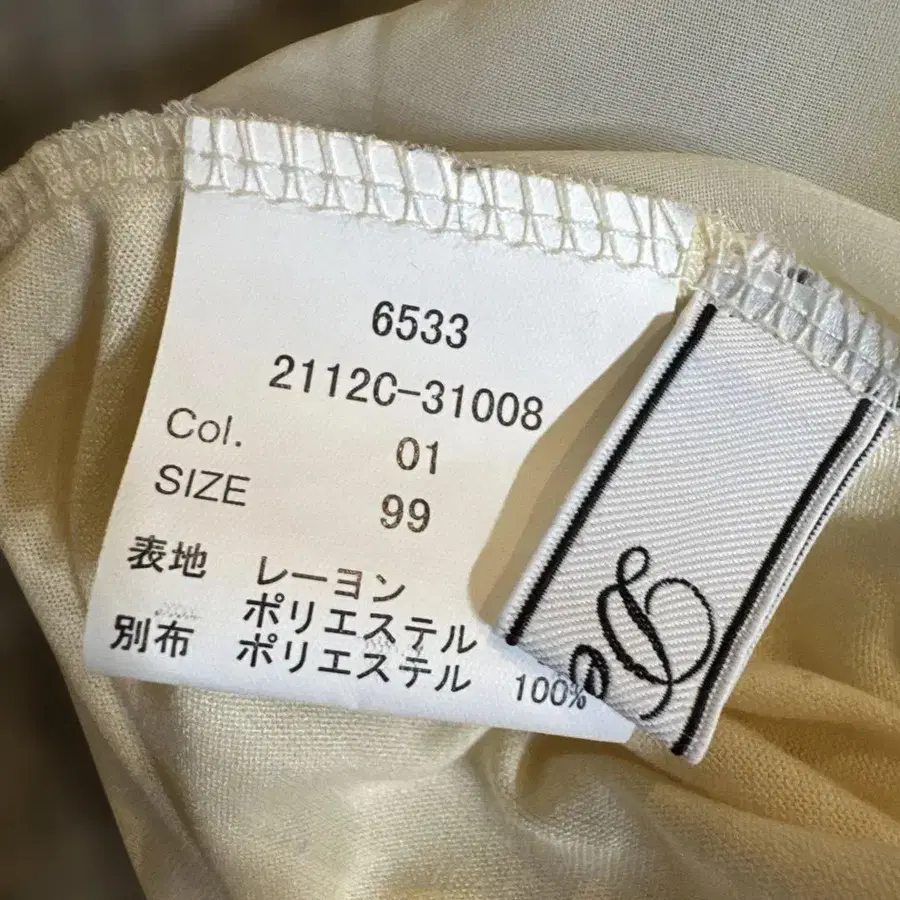 6533
2112C-31008
Col. 01
SIZE 99
表地 レーヨン
ポリエステル
別布 ポリエステル 100%